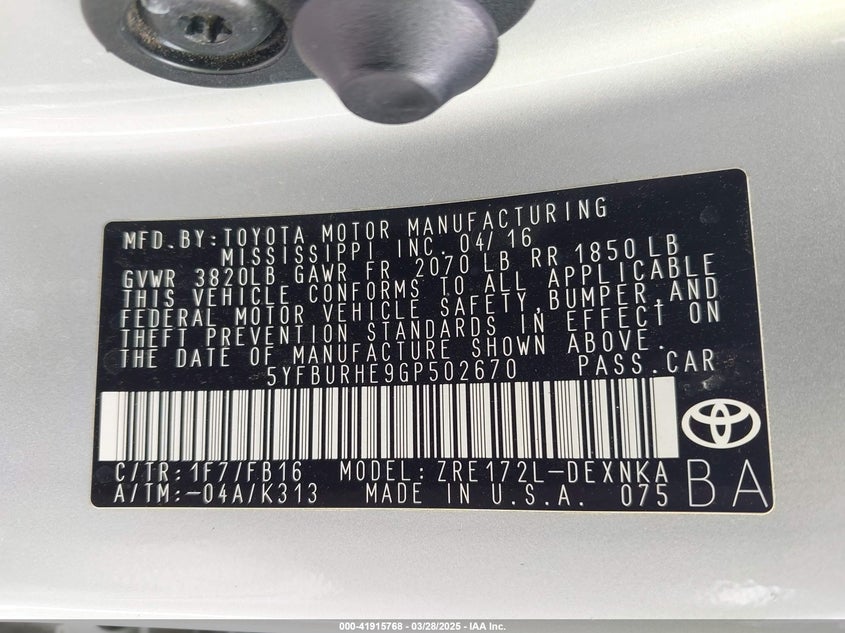 MFD. BY: TOYOTA MOTOR MANUFACTURING
MISSISSIPPI INC. 04/16
GVWR 3820LB GAWR FR 2070 LB RR 1850 LB
THIS VEHICLE CONFORMS TO ALL APPLICABLE
FEDERAL MOTOR VEHICLE SAFETY, BUMPER, AND
THEFT PREVENTION STANDARDS IN EFFECT ON
THE DATE OF MANUFACTURE SHOWN ABOVE.
5YFBURHE9GP502670 PASS. CAR
C/TR: 1F7/FB16 MODEL: ZRE172L-DEXNKA
A/TM: -04A/K313 MADE IN U.S.A. 075 BA
000-41915768 - 03/28/2025 - IAA Inc.